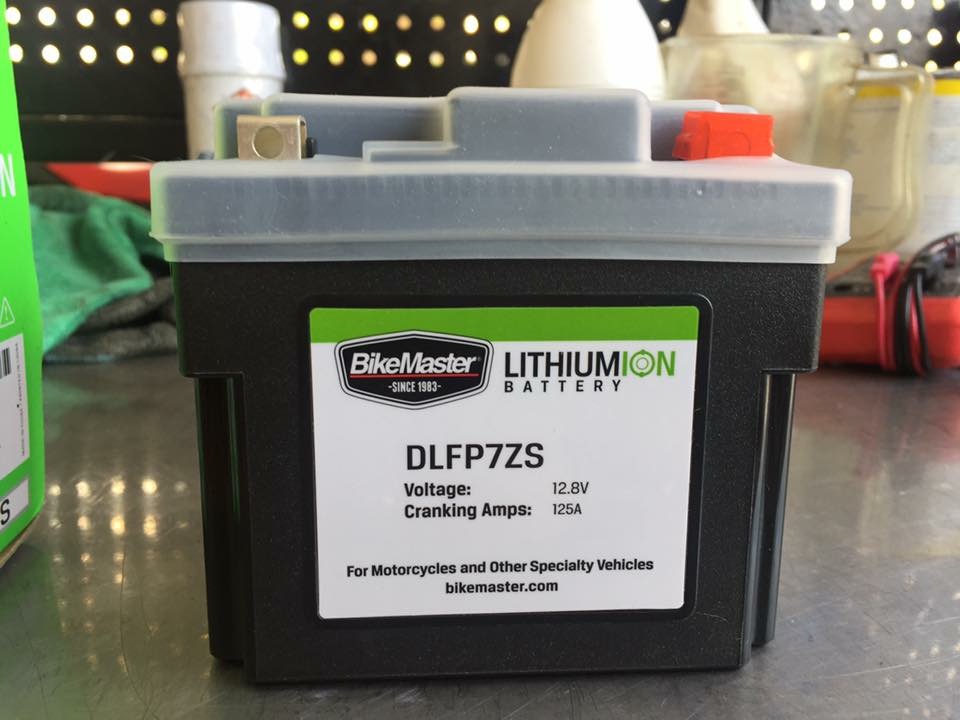 BikeMaster®
-SINCE 1983-
LITHIUMION
BATTERY
DLFP7ZS
Voltage: 12.8V
Cranking Amps: 125A
For Motorcycles and Other Specialty Vehicles
bikemaster.com
N
S